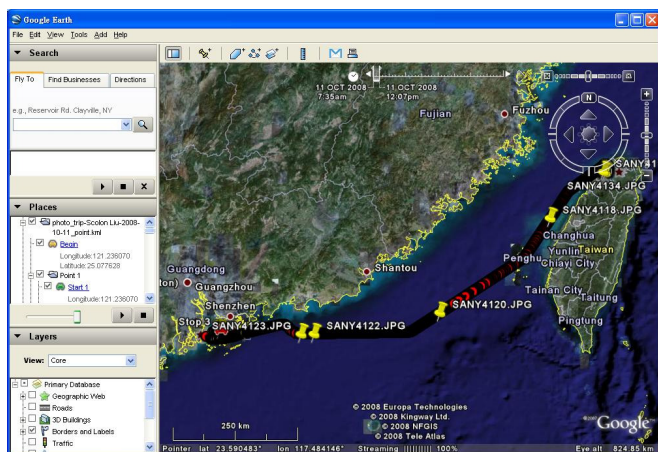 Google Earth
File Edit View Tools Add Help
Search
Fly To Find Businesses Directions
e.g., Reservoir Rd. Clayville, NY
Places
photo_trip-Scolon Liu-2008-
10-11_point.kml
Begin
Longitude:121.236070
Latitude:25.077628
Point 1
Start 1
Longitude:121.236070
Layers
View: Core
Primary Database
Geographic Web
Roads
3D Buildings
Borders and Labels
Traffic
11 OCT 2008
7:35am
11 OCT 2008
12:07pm
N
Fujian
Fuzhou
SANY41
SANY4134.JPG
SANY4118.JPG
Changhua
Penghu
Yunlin
Taiwan
Chiayi City
Guangdong
Shantou
ton)
Guangzhou
Tainan City
Taitung
Shenzhen
SANY4120.JPG
Pingtung
Stop 3
SANY4123.JPG
SANY4122.JPG
250 km
© 2008 Europa Technologies
© 2008 Kingway Ltd.
© 2008 NFGIS
© 2008 Tele Atlas
Google
Pointer lat 23.590483° lon 117.484146° Streaming 100% Eye alt 824.85 km